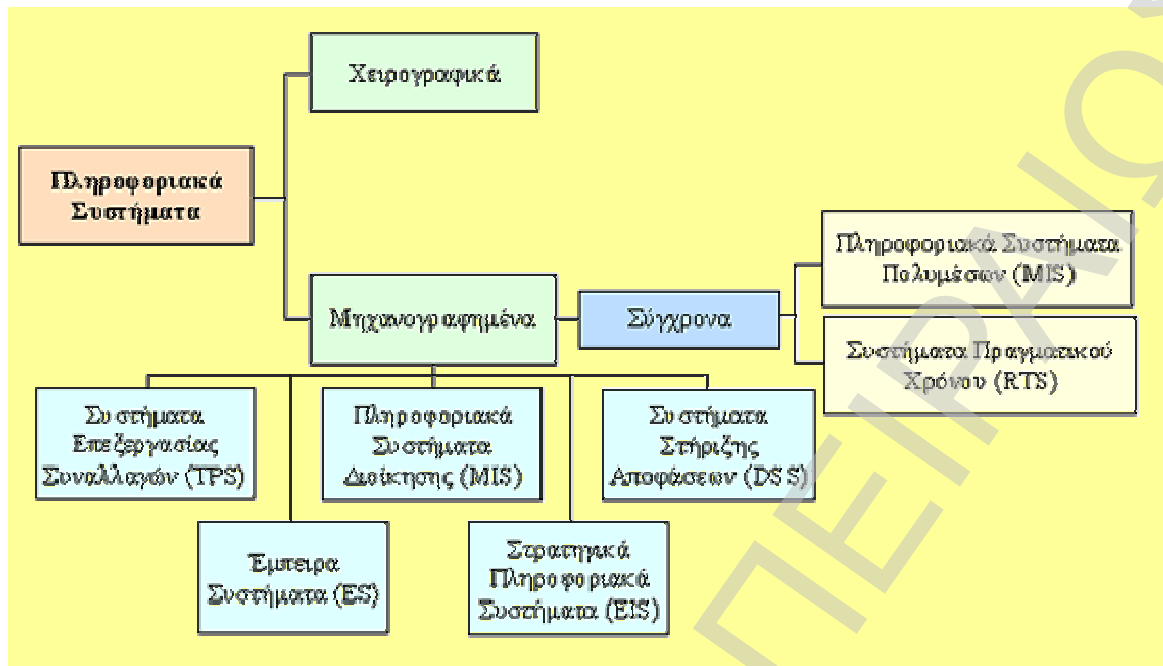 Χειρογραφικά
Πληροφοριακά
Συστήματα
Πληροφοριακά Συστήματα
Πολυμέσων (MIS)
Μηχανογραφημένα
Σύγχρονα
Συστήματα Πραγματικού
Χρόνου (RTS)
Συστήματα
Επεξεργασίας
Συναλλαγών (TPS)
Πληροφοριακά
Συστήματα
Διοίκησης (MIS)
Συστήματα
Στήριξης
Αποφάσεων (DSS)
Έμπειρα
Συστήματα (ES)
Στρατηγικά
Πληροφοριακά
Συστήματα (EIS)
ΠΕΙΡΑΙΩ